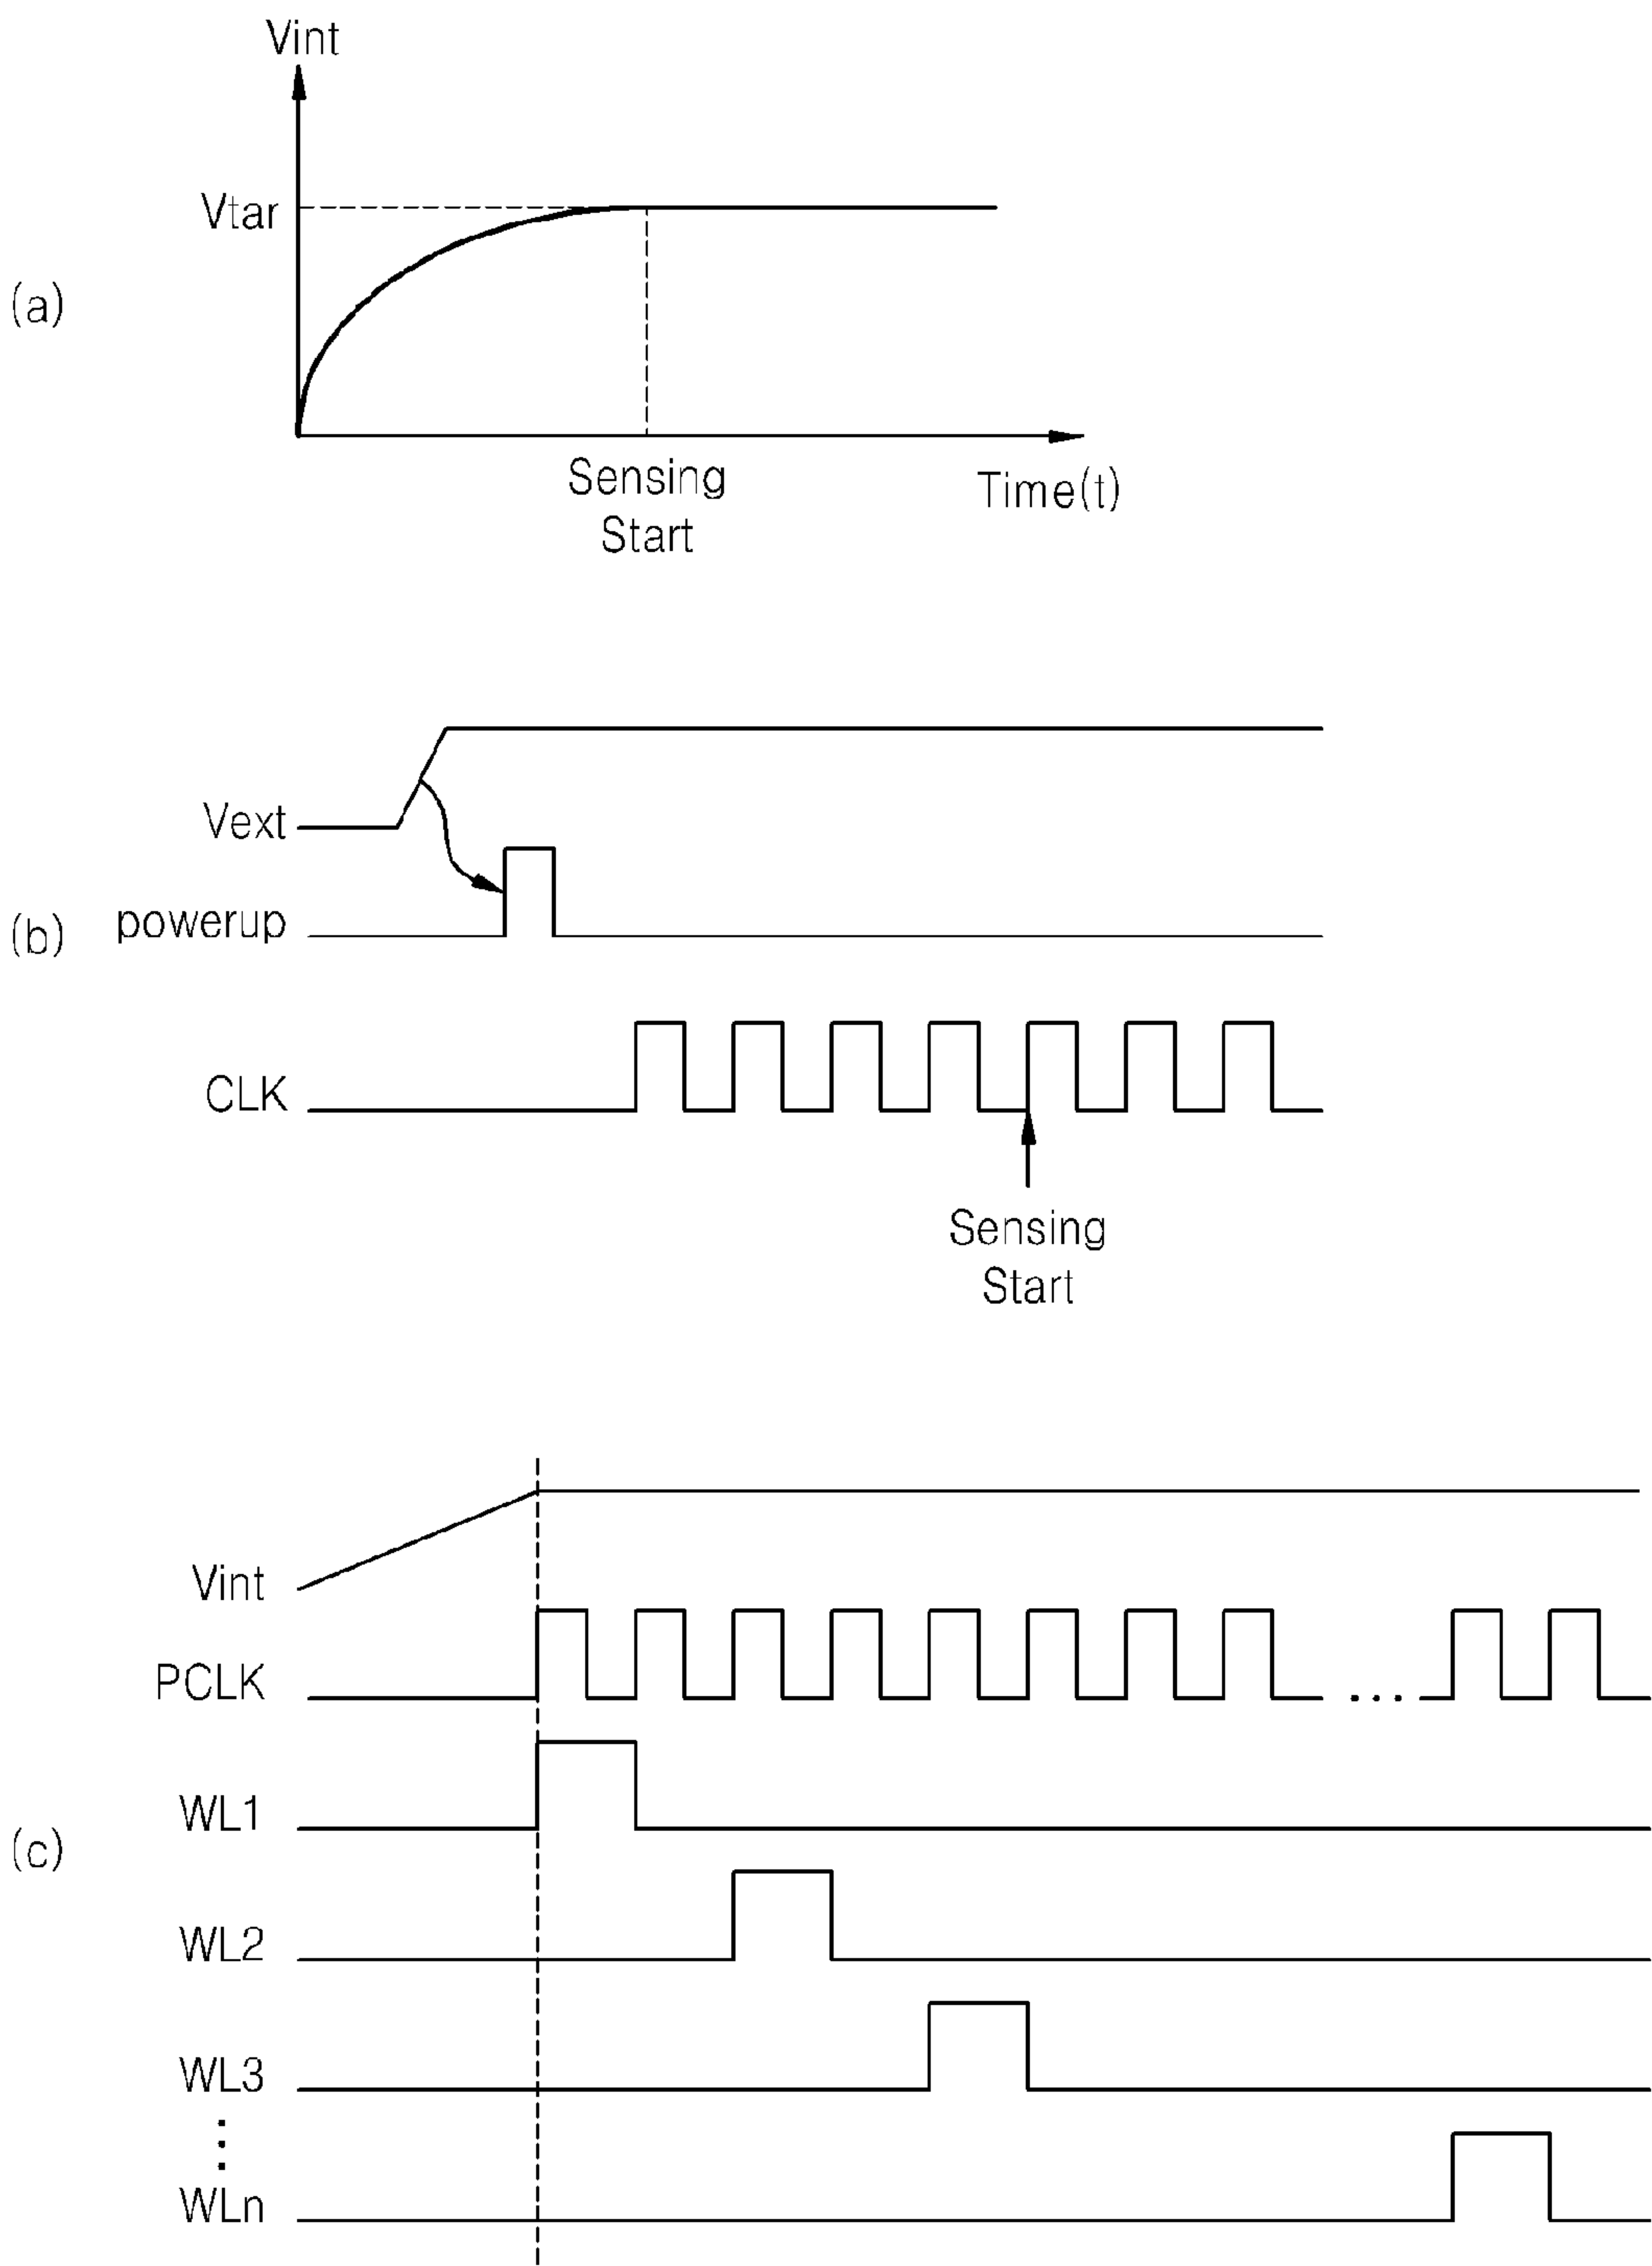 Vint
Vtar
(a)
Sensing
Start
Time(t)
Vext
(b)
powerup
CLK
Sensing
Start
Vint
PCLK
WL1
(c)
WL2
WL3
WLn